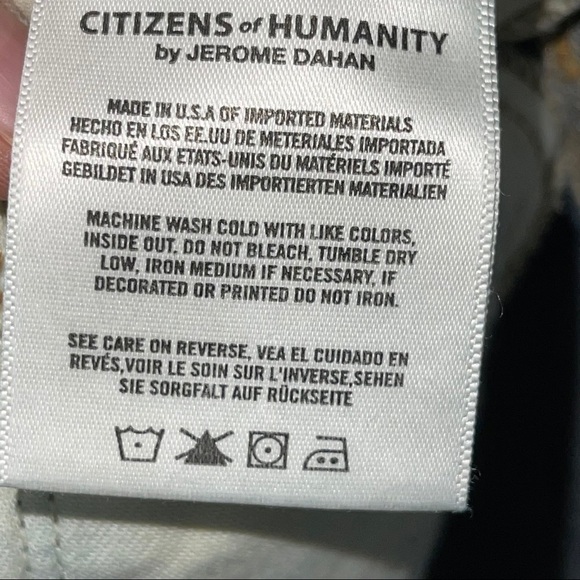 CITIZENS of HUMANITY
by JEROME DAHAN
MADE IN U.S.A OF IMPORTED MATERIALS
HECHO EN LOS EE.UU DE METERIALES IMPORTADA
FABRIQUÉ AUX ETATS-UNIS DU MATÉRIELS IMPORTÉ
GEBILDET IN USA DES IMPORTIERTEN MATERIALIEN
MACHINE WASH COLD WITH LIKE COLORS,
INSIDE OUT. DO NOT BLEACH, TUMBLE DRY
LOW, IRON MEDIUM IF NECESSARY, IF
DECORATED OR PRINTED DO NOT IRON.
SEE CARE ON REVERSE, VEA EL CUIDADO EN
REVÉS,VOIR LE SOIN SUR L'INVERSE,SEHEN
SIE SORGFALT AUF RÜCKSEITE